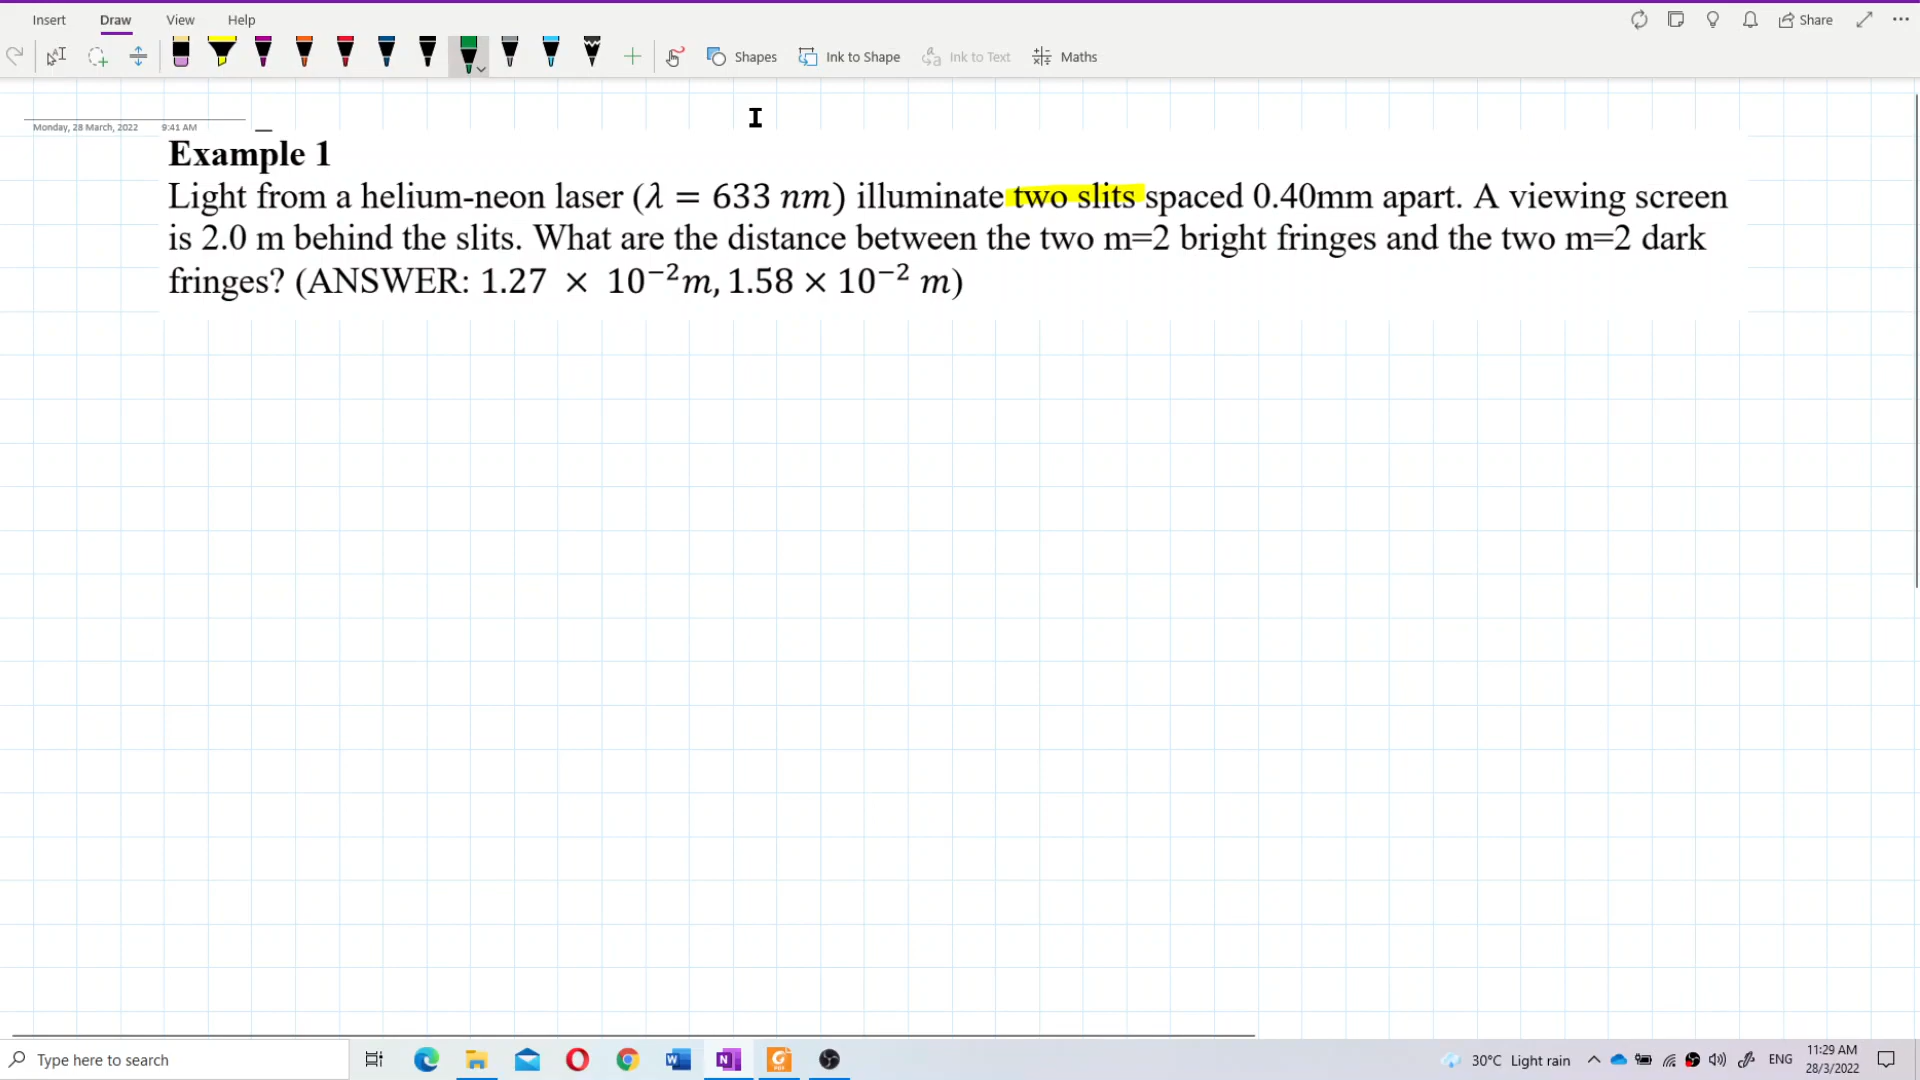 Insert Draw View Help Share
Shapes Ink to Shape Ink to Text Maths
Monday, 28 March, 2022 9:41 AM
Example 1
Light from a helium-neon laser (λ = 633 nm) illuminate two slits spaced 0.40mm apart. A viewing screen
is 2.0 m behind the slits. What are the distance between the two m=2 bright fringes and the two m=2 dark
fringes? (ANSWER: 1.27 × 10⁻²m, 1.58 × 10⁻² m)
Type here to search 30°C Light rain ENG 11:29 AM
28/3/2022